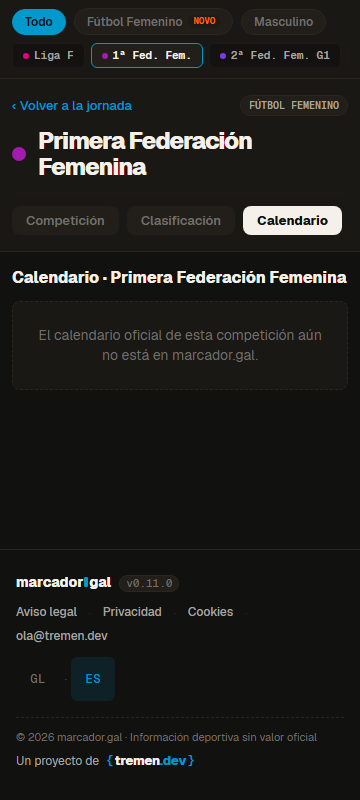 Todo Fútbol Femenino NOVO Masculino
Liga F 1ª Fed. Fem. 2ª Fed. Fem. G1
‹ Volver a la jornada FÚTBOL FEMENINO
Primera Federación
Femenina
Competición Clasificación Calendario
Calendario · Primera Federación Femenina
El calendario oficial de esta competición aún
no está en marcador.gal.
marcador gal v0.11.0
Aviso legal · Privacidad · Cookies ·
ola@tremen.dev
GL · ES
© 2026 marcador.gal · Información deportiva sin valor oficial
Un proyecto de {tremen.dev}